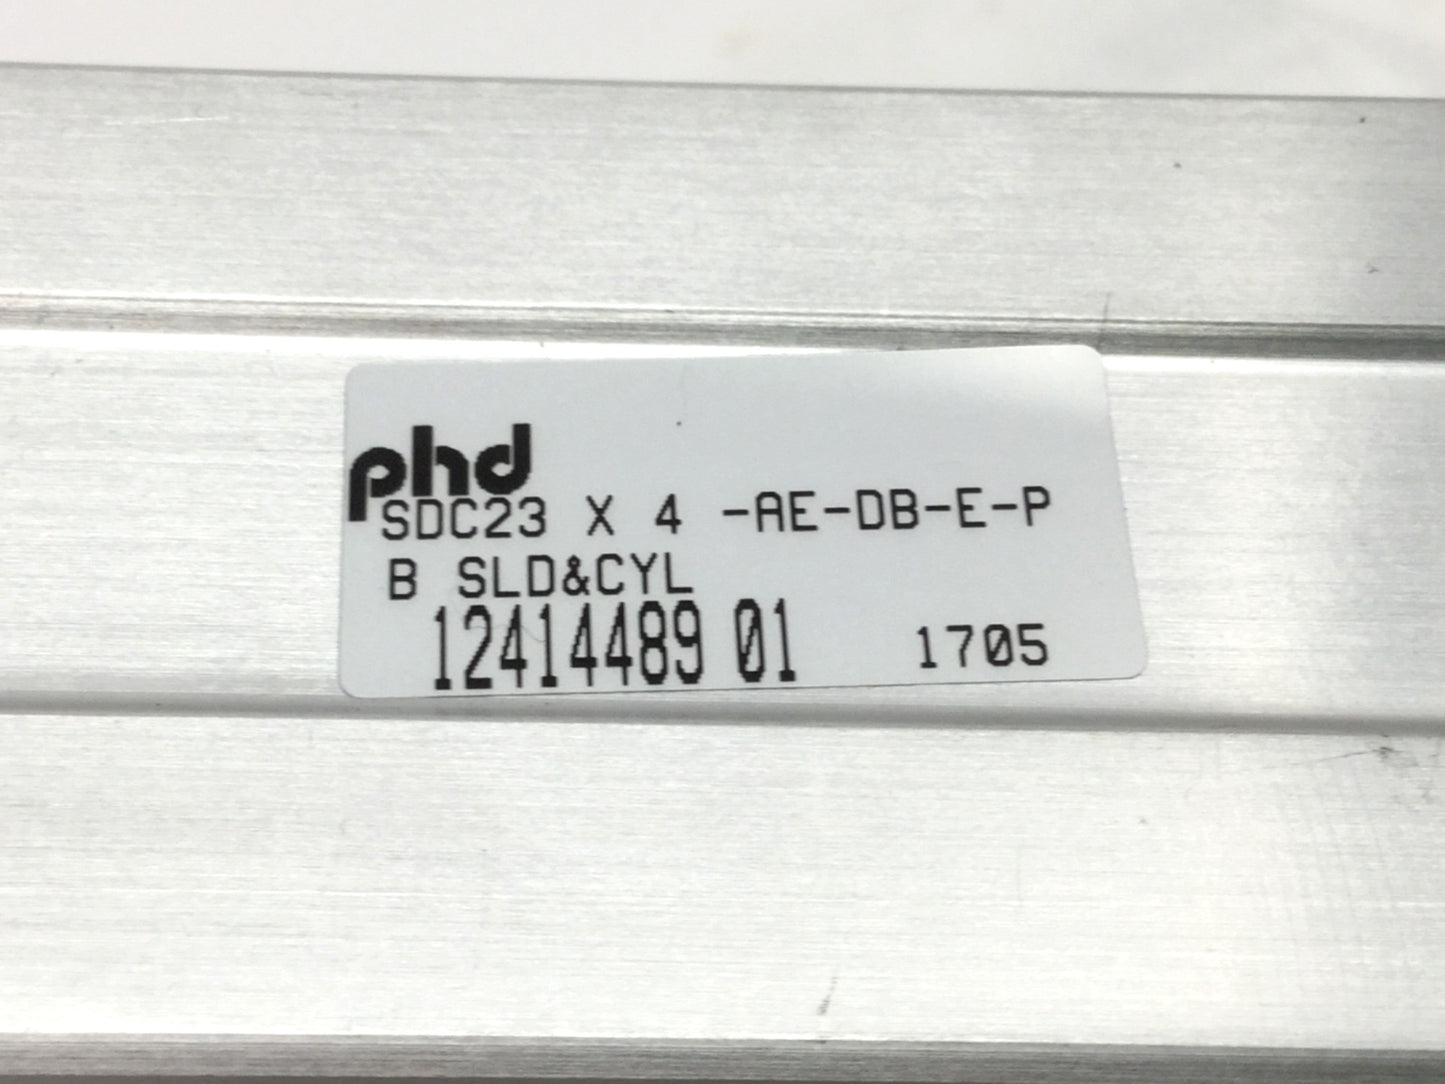 phd
SDC23 X 4 -AE-DB-E-P
B SLD&CYL
12414489 01 1705